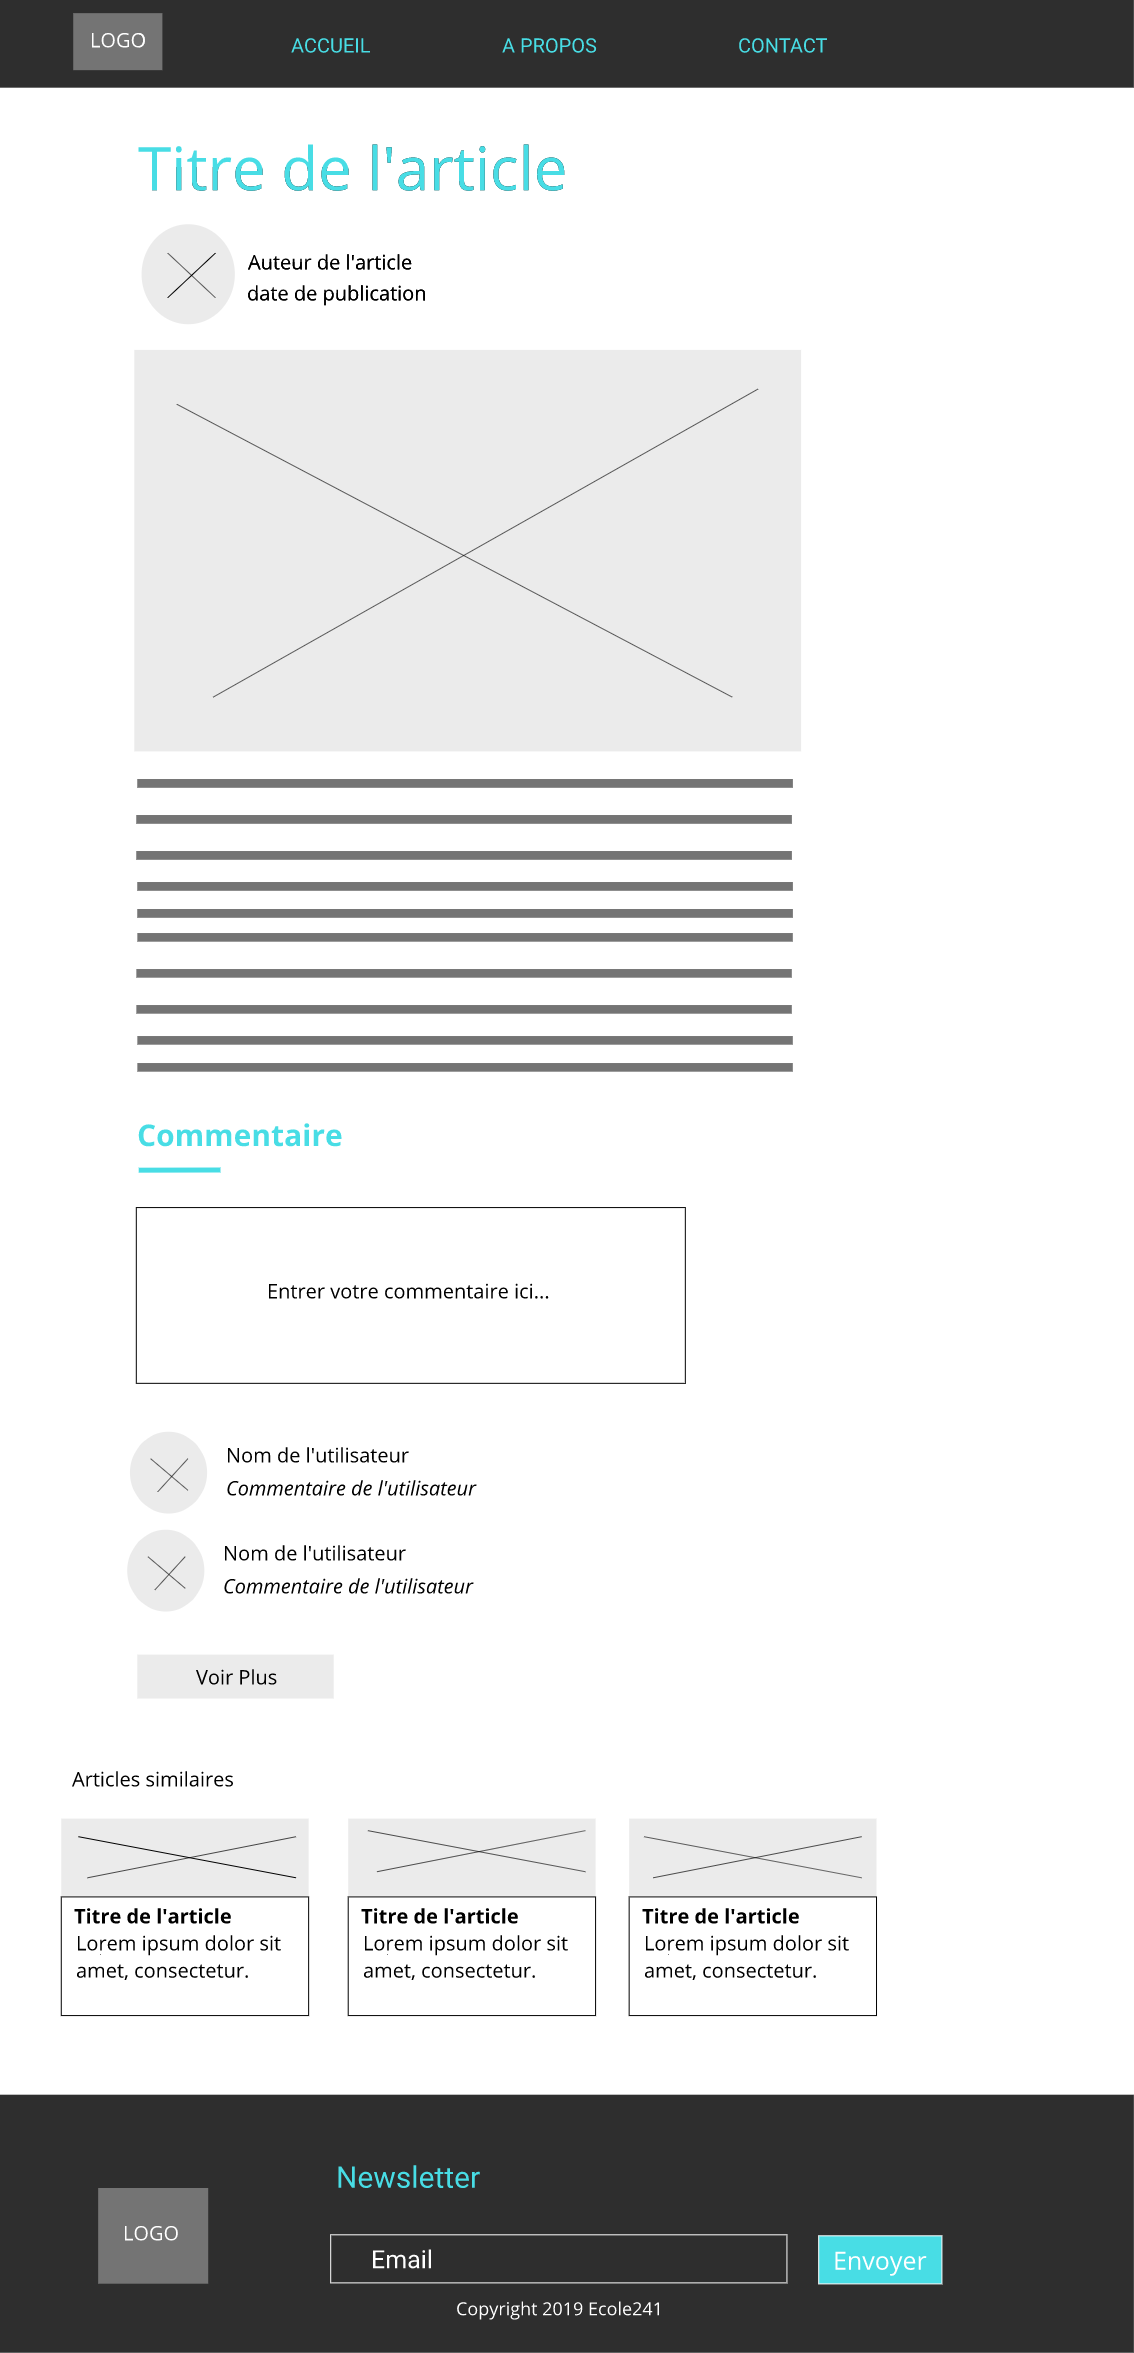 LOGO
ACCUEIL
A PROPOS
CONTACT
Titre de l'article
Auteur de l'article
date de publication
Commentaire
Entrer votre commentaire ici...
Nom de l'utilisateur
Commentaire de l'utilisateur
Nom de l'utilisateur
Commentaire de l'utilisateur
Voir Plus
Articles similaires
Titre de l'article
Lorem ipsum dolor sit
amet, consectetur.
Titre de l'article
Lorem ipsum dolor sit
amet, consectetur.
Titre de l'article
Lorem ipsum dolor sit
amet, consectetur.
LOGO
Newsletter
Email
Envoyer
Copyright 2019 Ecole241